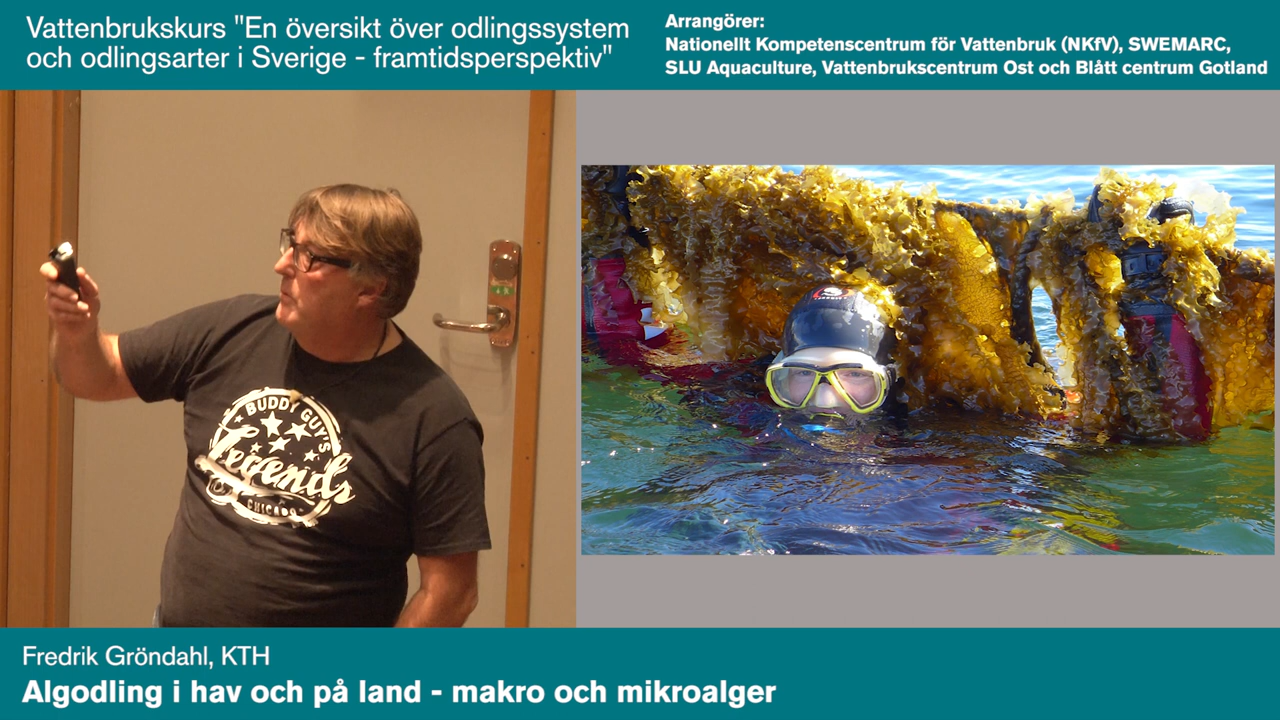 Vattenbrukskurs "En översikt över odlingssystem
och odlingsarter i Sverige - framtidsperspektiv"
Arrangörer:
Nationellt Kompetenscentrum för Vattenbruk (NKfV), SWEMARC,
SLU Aquaculture, Vattenbrukscentrum Ost och Blått centrum Gotland
BUDDY GUY'S
Legends
CHICAGO
Fredrik Gröndahl, KTH
Algodling i hav och på land - makro och mikroalger